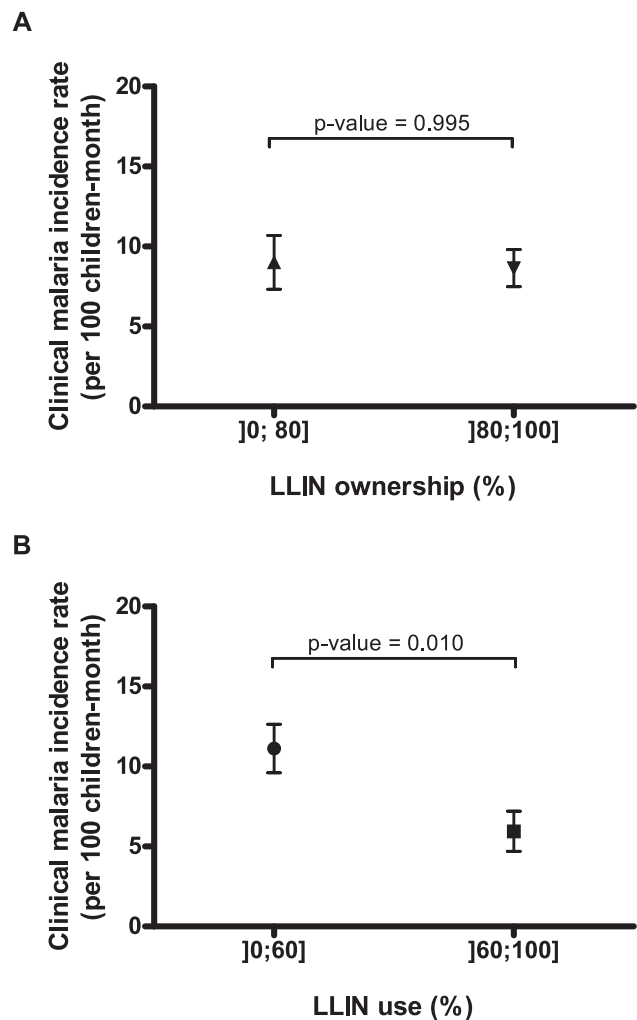 A
Clinical malaria incidence rate
(per 100 children-month)
20
15
10
5
0
p-value = 0.995
]0; 80]
]80;100]
LLIN ownership (%)
B
Clinical malaria incidence rate
(per 100 children-month)
20
15
10
5
0
p-value = 0.010
]0;60]
]60;100]
LLIN use (%)